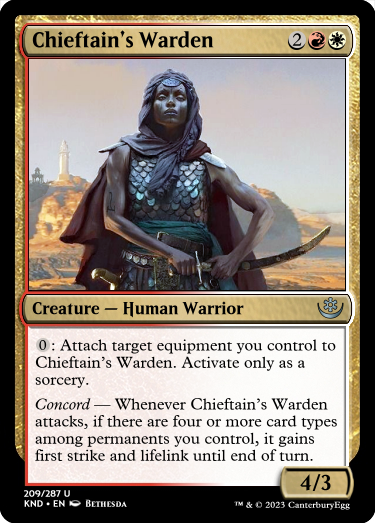 Chieftain's Warden 2
Creature — Human Warrior
0: Attach target equipment you control to
Chieftain's Warden. Activate only as a
sorcery.
Concord — Whenever Chieftain's Warden
attacks, if there are four or more card types
among permanents you control, it gains
first strike and lifelink until end of turn.
4/3
209/287 U
KND • EN Bethesda ™ & © 2023 CanterburyEgg